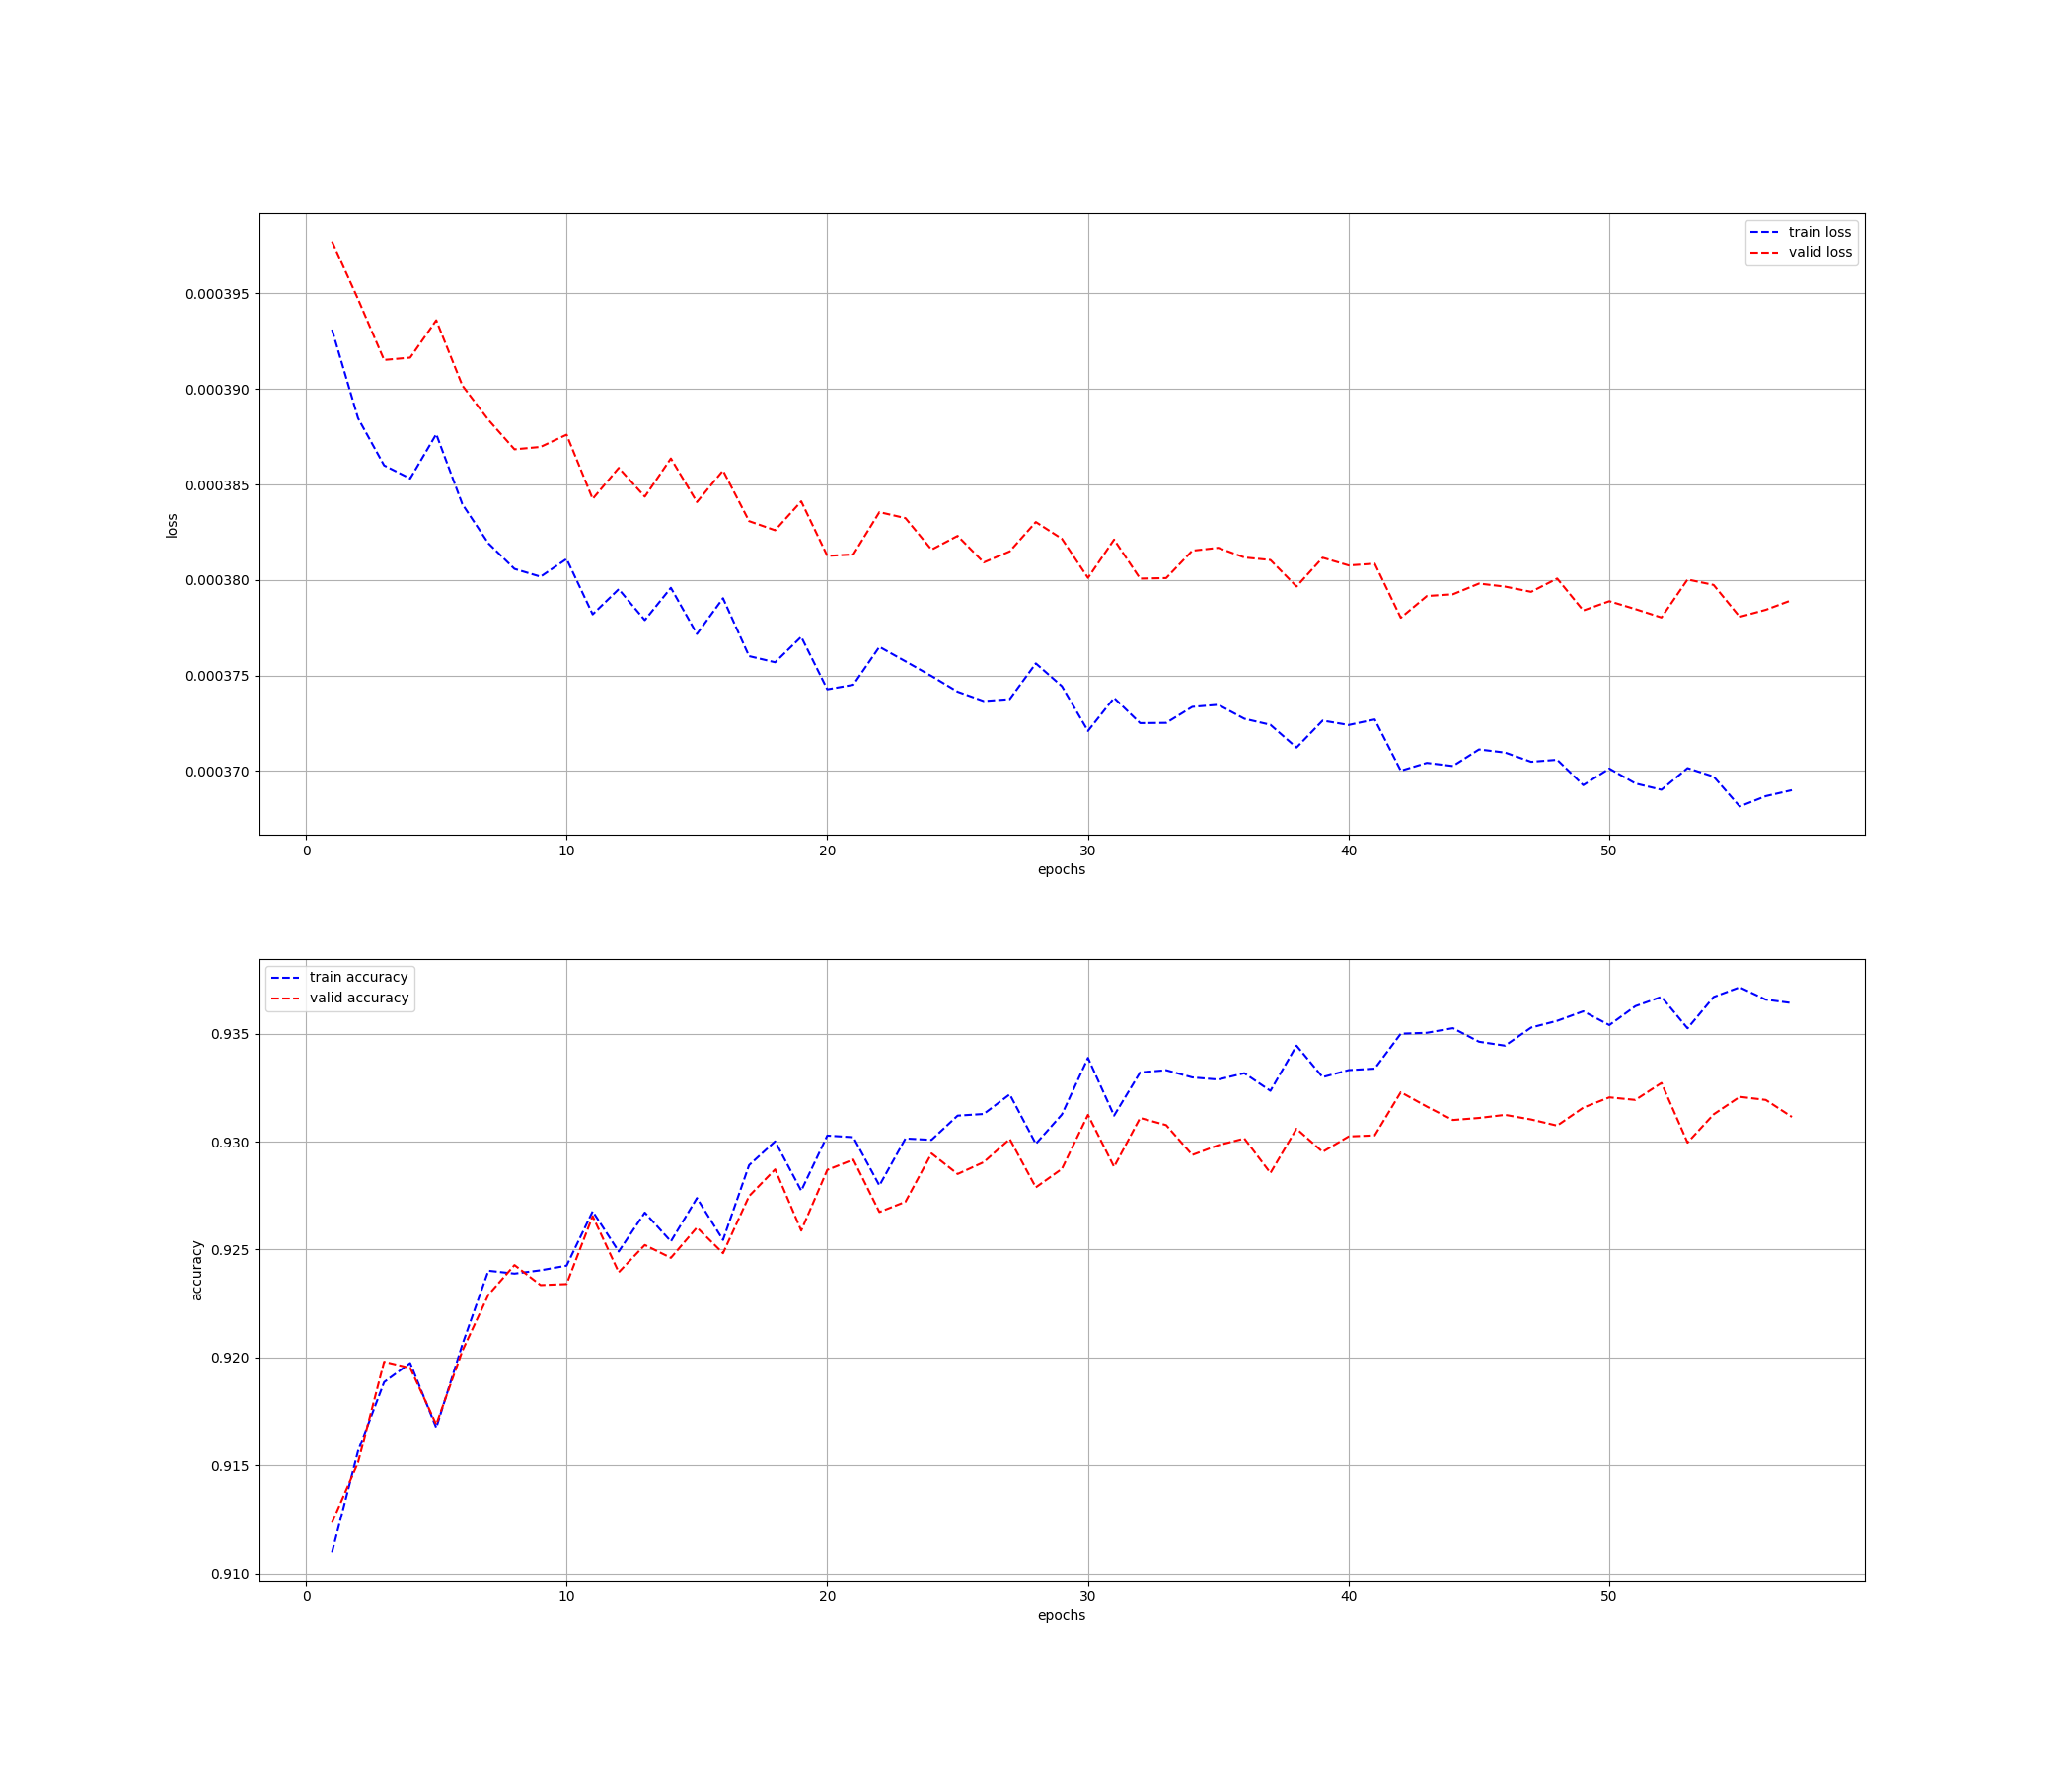 train loss
valid loss
0.000395
0.000390
0.000385
0.000380
0.000375
0.000370
loss
0 10 20 30 40 50
epochs
train accuracy
valid accuracy
0.935
0.930
0.925
0.920
0.915
0.910
accuracy
0 10 20 30 40 50
epochs